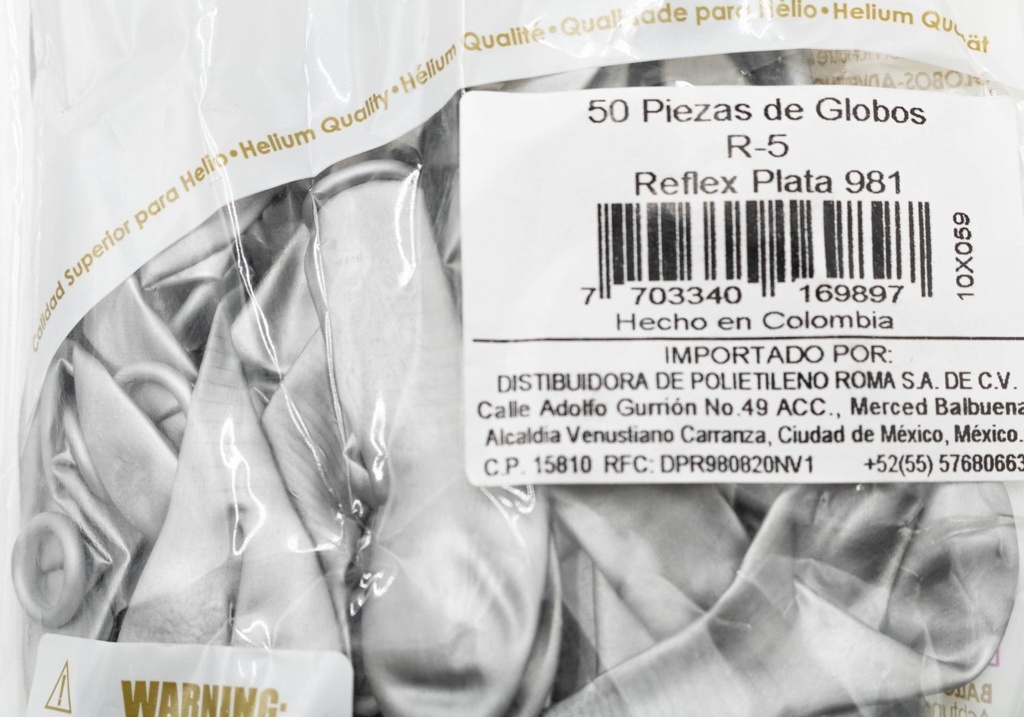 Calidad Superior para Helio•Helium Quality•Hélium Qualité•Qualidade para Hélio•Helium
50 Piezas de Globos
R-5
Reflex Plata 981
10X059
7 703340 169897
Hecho en Colombia
IMPORTADO POR:
DISTIBUIDORA DE POLIETILENO ROMA S.A. DE C.V.
Calle Adolfo Gurrión No.49 ACC., Merced Balbuena
Alcaldia Venustiano Carranza, Ciudad de México, México.
C.P. 15810 RFC: DPR980820NV1 +52(55) 57680663
WARNING: